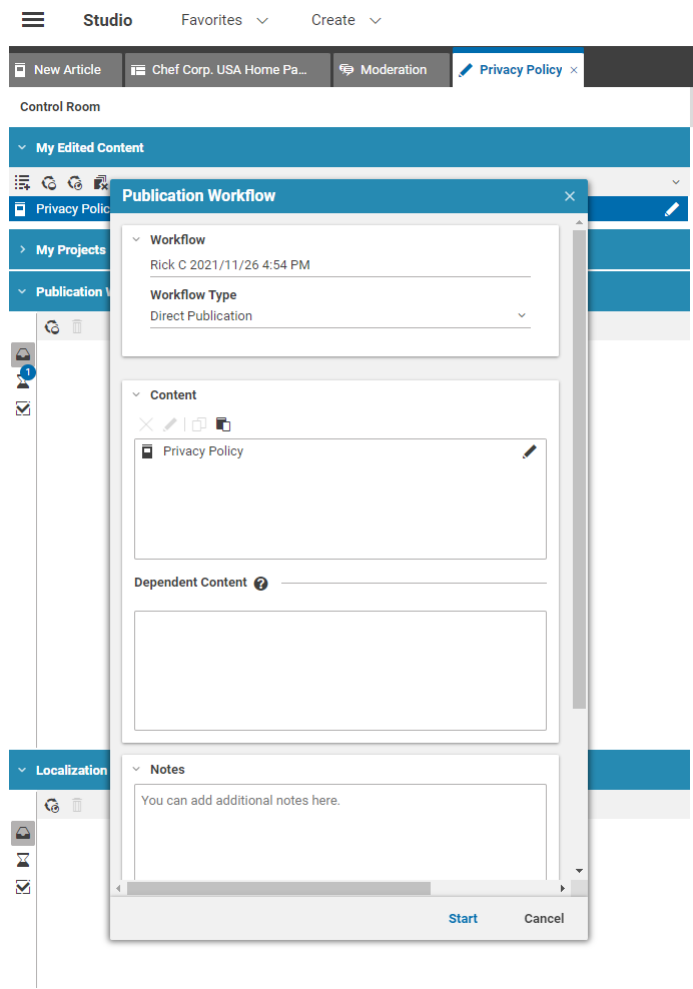 Studio Favorites Create
New Article Chef Corp. USA Home Pa... Moderation Privacy Policy ×
Control Room
My Edited Content
Privacy Polic
Publication Workflow
Workflow
Rick C 2021/11/26 4:54 PM
My Projects
Workflow Type
Publication W
Direct Publication
1
Content
Privacy Policy
Dependent Content ?
Localization
Notes
You can add additional notes here.
Start Cancel